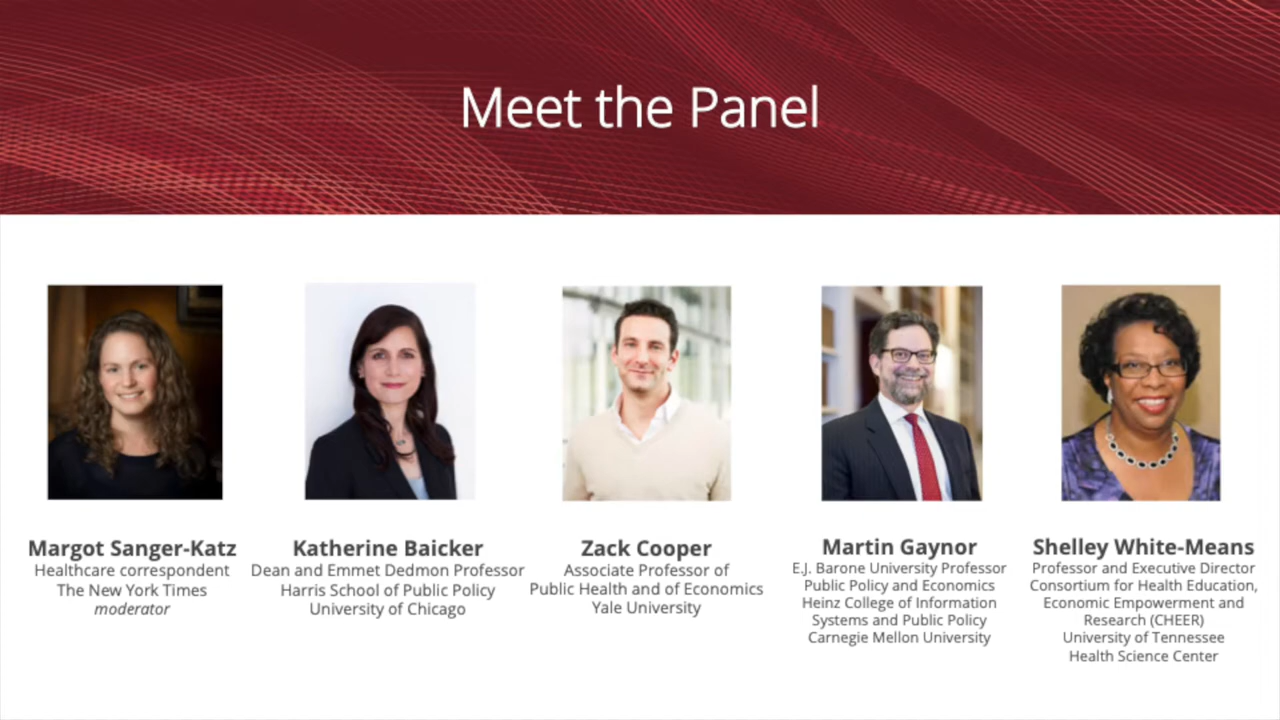 Meet the Panel
Margot Sanger-Katz
Healthcare correspondent
The New York Times
moderator
Katherine Baicker
Dean and Emmet Dedmon Professor
Harris School of Public Policy
University of Chicago
Zack Cooper
Associate Professor of
Public Health and of Economics
Yale University
Martin Gaynor
E.J. Barone University Professor
Public Policy and Economics
Heinz College of Information
Systems and Public Policy
Carnegie Mellon University
Shelley White-Means
Professor and Executive Director
Consortium for Health Education,
Economic Empowerment and
Research (CHEER)
University of Tennessee
Health Science Center